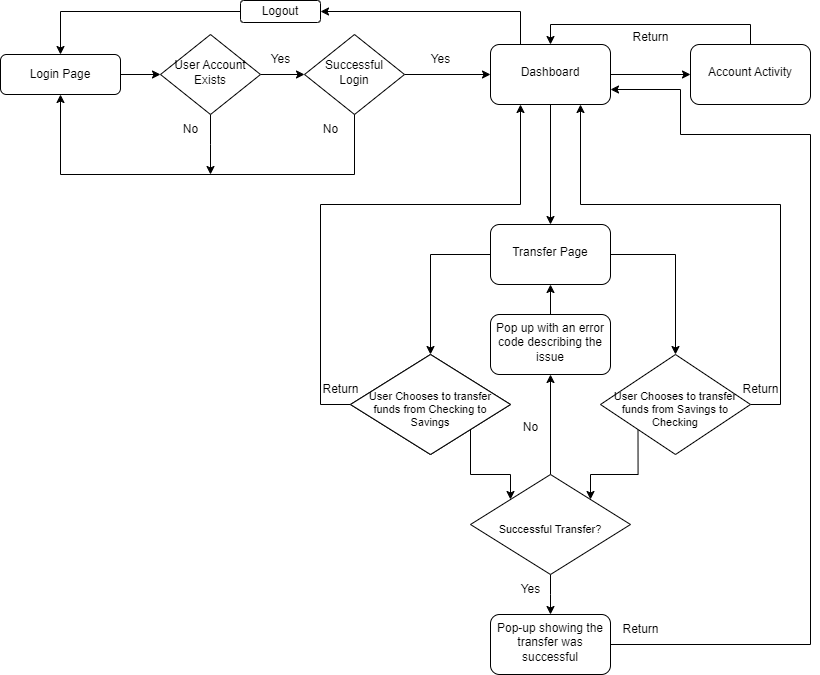 Logout
Return
Login Page
User Account
Exists
Yes
Successful
Login
Yes
Dashboard
Account Activity
No
No
Transfer Page
Pop up with an error
code describing the
issue
Return
User Chooses to transfer
funds from Checking to
Savings
User Chooses to transfer
funds from Savings to
Checking
Return
No
Successful Transfer?
Yes
Pop-up showing the
transfer was
successful
Return